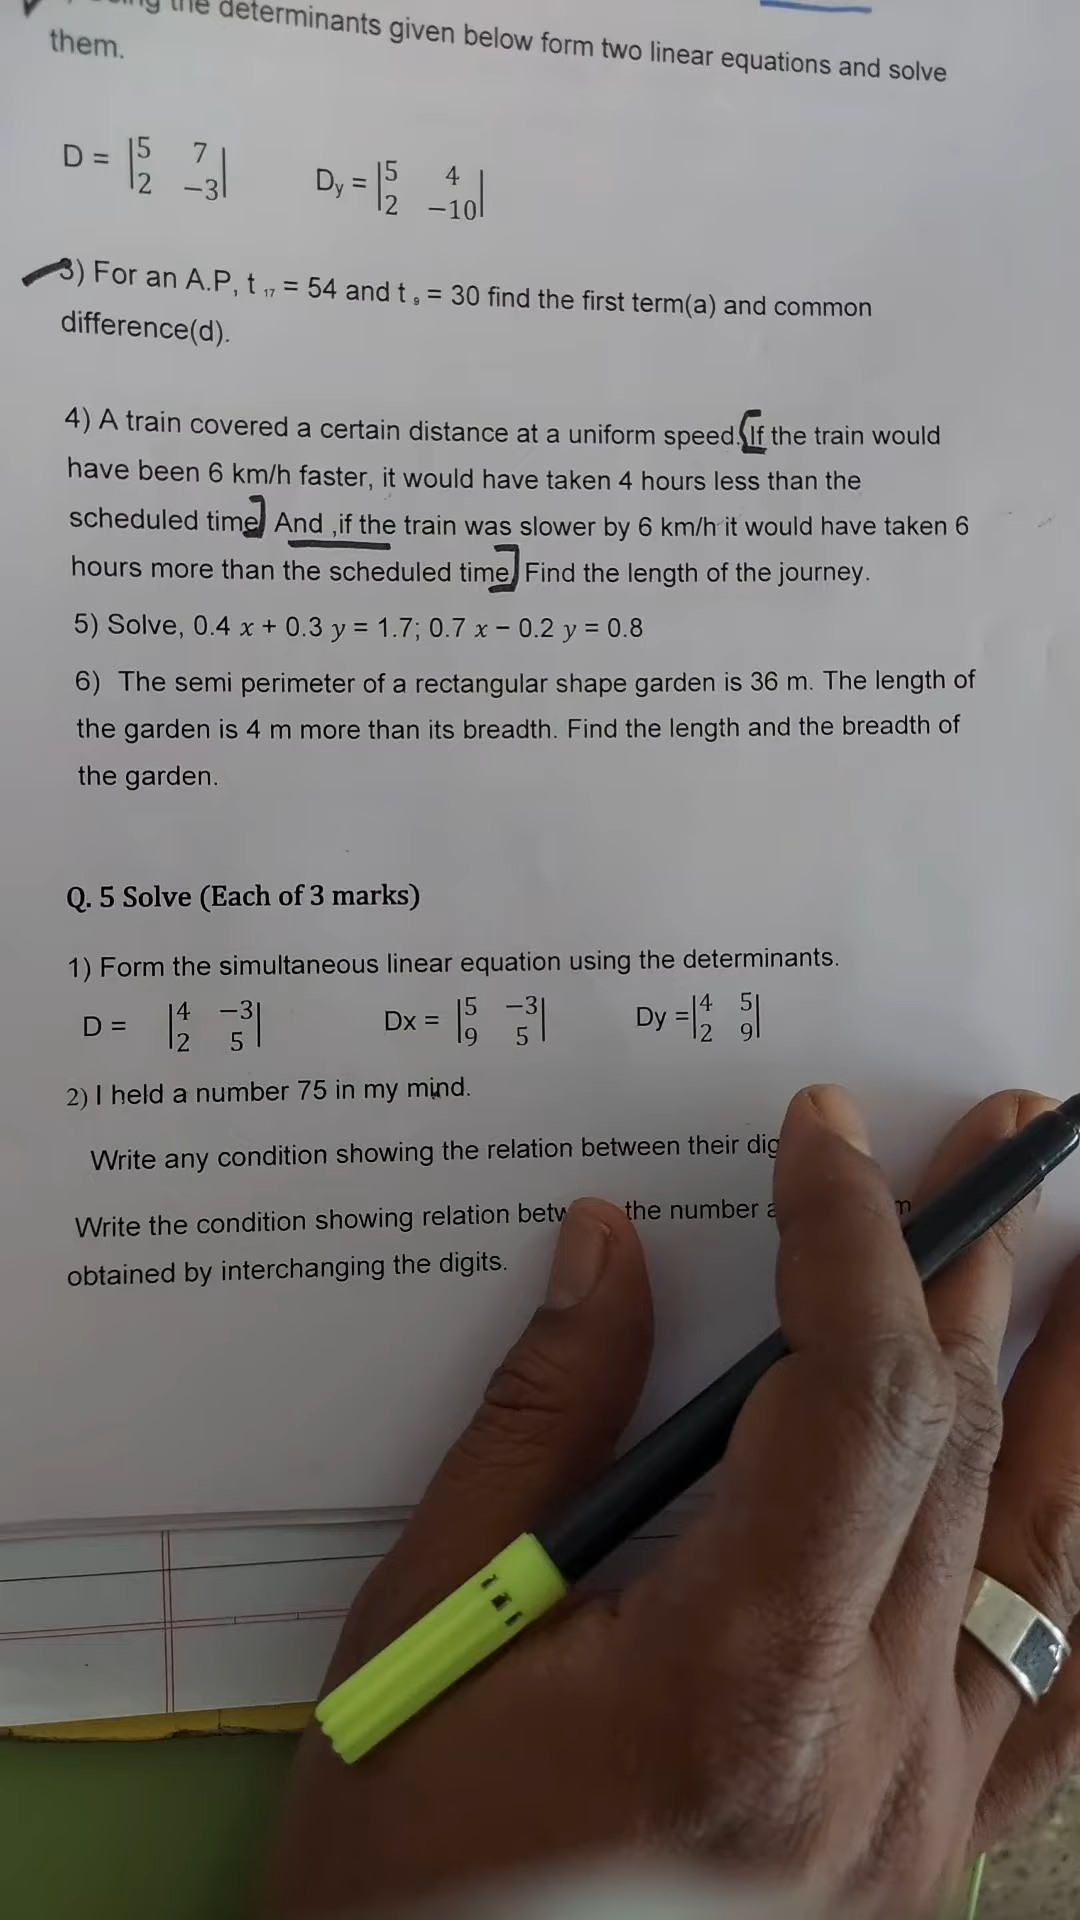 the determinants given below form two linear equations and solve
them.
D = |5 7| Dy = |5 4|
|2 −3| |2 −10|
3) For an A.P, t 17 = 54 and t 9 = 30 find the first term(a) and common
difference(d).
4) A train covered a certain distance at a uniform speed. If the train would
have been 6 km/h faster, it would have taken 4 hours less than the
scheduled time And ,if the train was slower by 6 km/h it would have taken 6
hours more than the scheduled time Find the length of the journey.
5) Solve, 0.4 x + 0.3 y = 1.7; 0.7 x − 0.2 y = 0.8
6) The semi perimeter of a rectangular shape garden is 36 m. The length of
the garden is 4 m more than its breadth. Find the length and the breadth of
the garden.
Q. 5 Solve (Each of 3 marks)
1) Form the simultaneous linear equation using the determinants.
D = |4 −3| Dx = |5 −3| Dy = |4 5|
|2 5| |9 5| |2 9|
2) I held a number 75 in my mind.
Write any condition showing the relation between their
Write the condition showing relation the number
obtained by interchanging the digits.